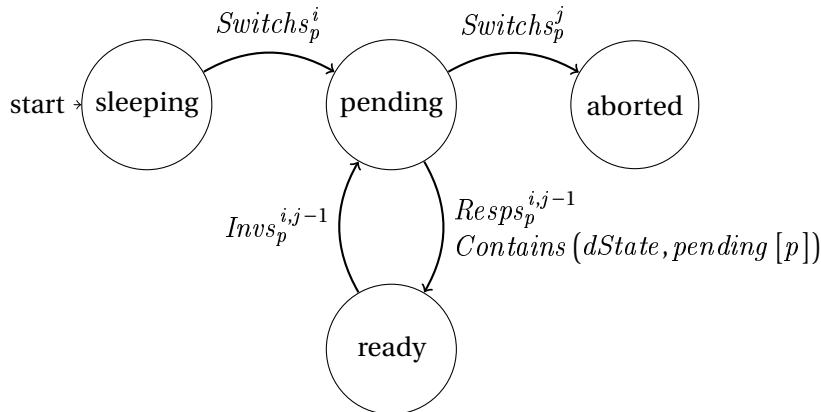 Switchs_p^i
Switchs_p^j
start
sleeping
pending
aborted
Invs_p^{i,j−1}
Resps_p^{i,j−1}
Contains (dState, pending [p])
ready